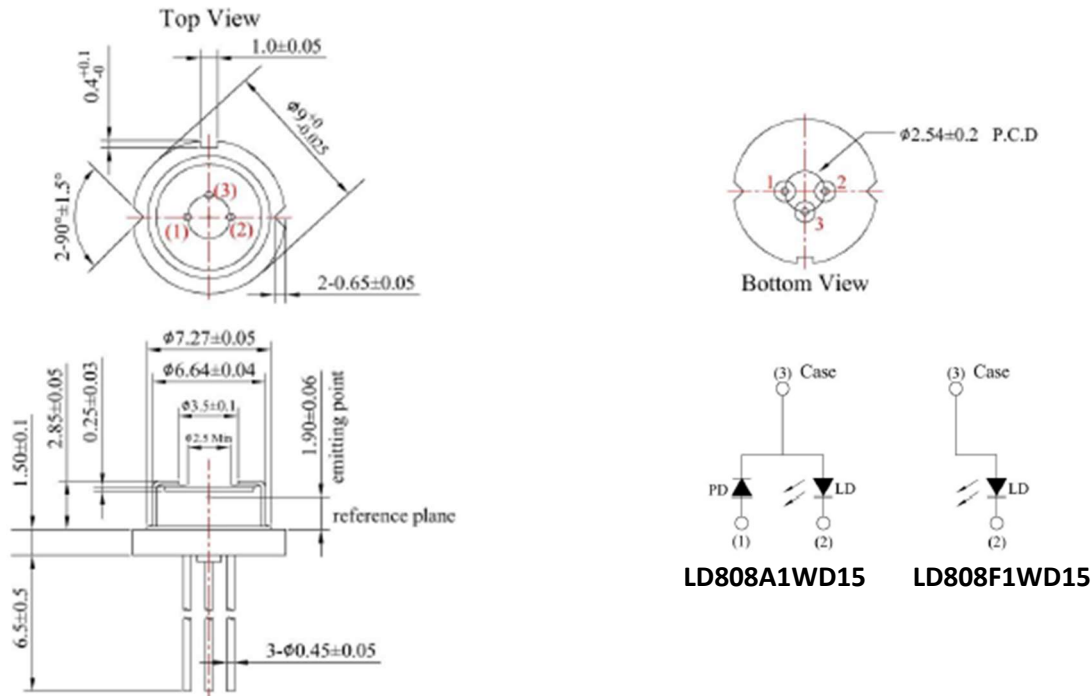 Top View
1.0±0.05
0.4+0.1-0
ϕ9+0-0.025
2-90°±1.5°
(3)
(1)
(2)
2-0.65±0.05
ϕ2.54±0.2 P.C.D
1
2
3
Bottom View
ϕ7.27±0.05
ϕ6.64±0.04
ϕ3.5±0.1
ϕ2.5 Min
1.50±0.1
2.85±0.05
0.25±0.03
1.90±0.06
emitting point
reference plane
6.5±0.5
3-ϕ0.45±0.05
(3) Case
PD
LD
(1)
(2)
LD808A1WD15
(3) Case
LD
(2)
LD808F1WD15